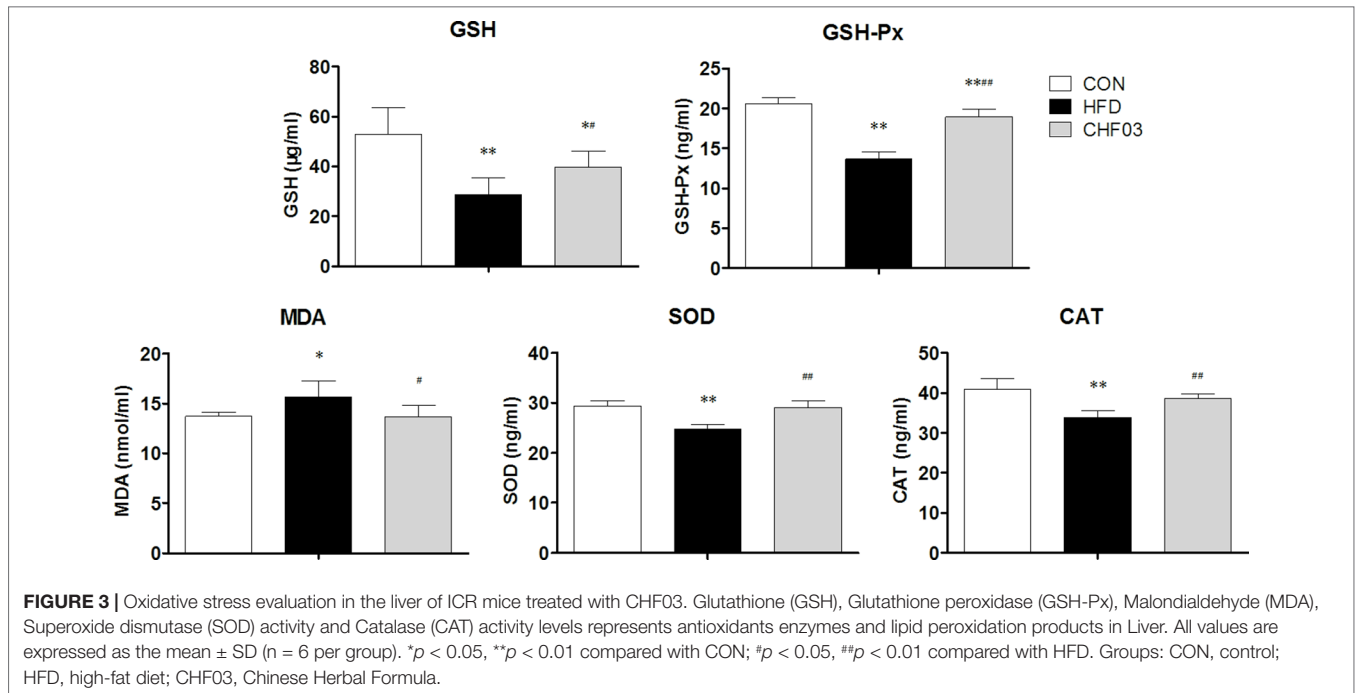 GSH
GSH (µg/ml)
80
60
40
20
0
**
*#
GSH-Px
GSH-Px (ng/ml)
25
20
15
10
5
0
**
**##
CON
HFD
CHF03
MDA
MDA (nmol/ml)
20
15
10
5
0
*
#
SOD
SOD (ng/ml)
40
30
20
10
0
**
##
CAT
CAT (ng/ml)
50
40
30
20
10
0
**
##
FIGURE 3 | Oxidative stress evaluation in the liver of ICR mice treated with CHF03. Glutathione (GSH), Glutathione peroxidase (GSH-Px), Malondialdehyde (MDA),
Superoxide dismutase (SOD) activity and Catalase (CAT) activity levels represents antioxidants enzymes and lipid peroxidation products in Liver. All values are
expressed as the mean ± SD (n = 6 per group). *p < 0.05, **p < 0.01 compared with CON; #p < 0.05, ##p < 0.01 compared with HFD. Groups: CON, control;
HFD, high-fat diet; CHF03, Chinese Herbal Formula.